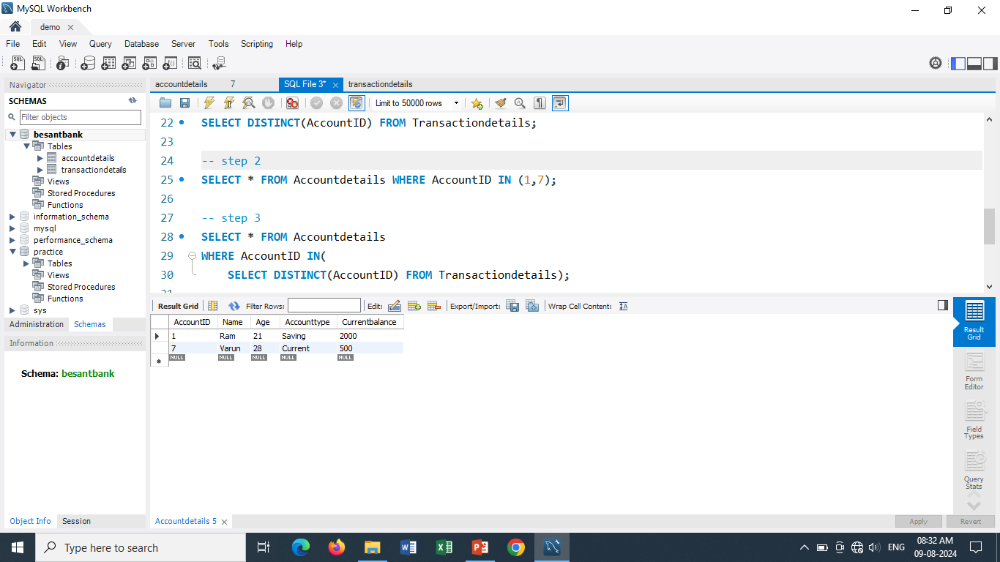 MySQL Workbench
demo
File Edit View Query Database Server Tools Scripting Help
Navigator
SCHEMAS
Filter objects
besantbank
Tables
accountdetails
transactiondetails
Views
Stored Procedures
Functions
information_schema
mysql
performance_schema
practice
Tables
Views
Stored Procedures
Functions
sys
Administration Schemas
Information
Schema: besantbank
Object Info Session
accountdetails 7 SQL File 3* transactiondetails
Limit to 50000 rows
22 SELECT DISTINCT(AccountID) FROM Transactiondetails;
23
24 -- step 2
25 SELECT * FROM Accountdetails WHERE AccountID IN (1,7);
26
27 -- step 3
28 SELECT * FROM Accountdetails
29 WHERE AccountID IN(
30 SELECT DISTINCT(AccountID) FROM Transactiondetails);
31
Result Grid Filter Rows: Edit: Export/Import: Wrap Cell Content:
AccountID Name Age Accounttype Currentbalance
1 Ram 21 Saving 2000
7 Varun 28 Current 500
NULL NULL NULL NULL NULL
Result
Grid
Form
Editor
Field
Types
Query
Stats
Accountdetails 5 Apply Revert
Type here to search
ENG
08:32 AM
09-08-2024